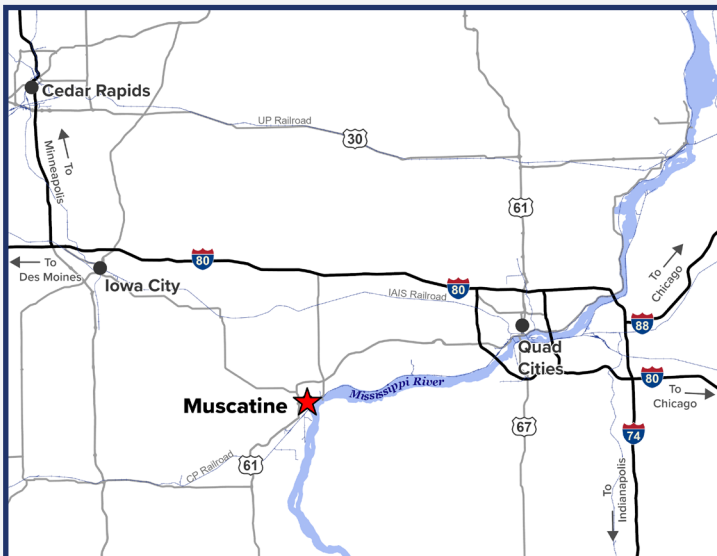 Cedar Rapids
UP Railroad
30
To
Minneapolis
61
To
Des Moines
80
Iowa City
IAIS Railroad
80
To
Chicago
88
Quad
Cities
80
To
Chicago
Mississippi River
Muscatine
67
74
61
CP Railroad
To
Indianapolis